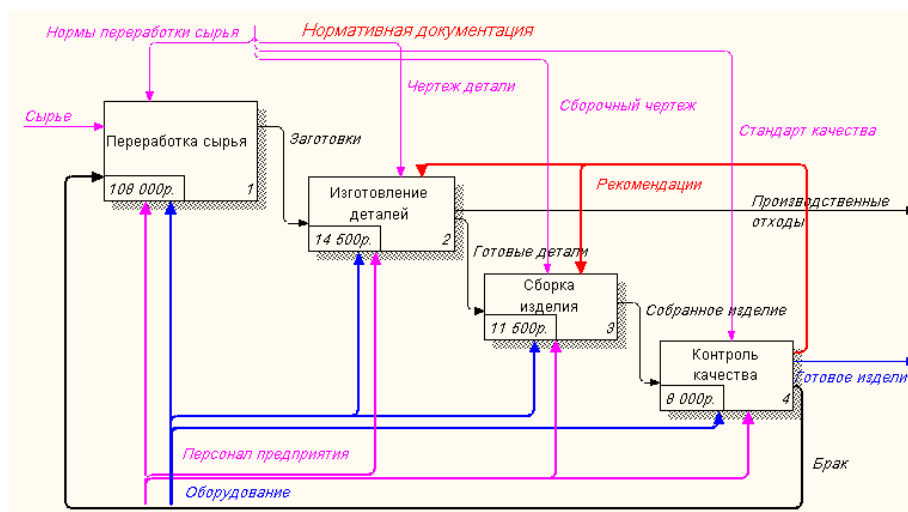 Нормы переработки сырья
Нормативная документация
Чертеж детали
Сборочный чертеж
Стандарт качества
Сырье
Переработка сырья
108 000р.
1
Заготовки
Изготовление
деталей
14 500р.
2
Рекомендации
Производственные
отходы
Готовые детали
Сборка
изделия
11 500р.
3
Собранное изделие
Контроль
качества
8 000р.
4
Готовое издели
Персонал предприятия
Брак
Оборудование